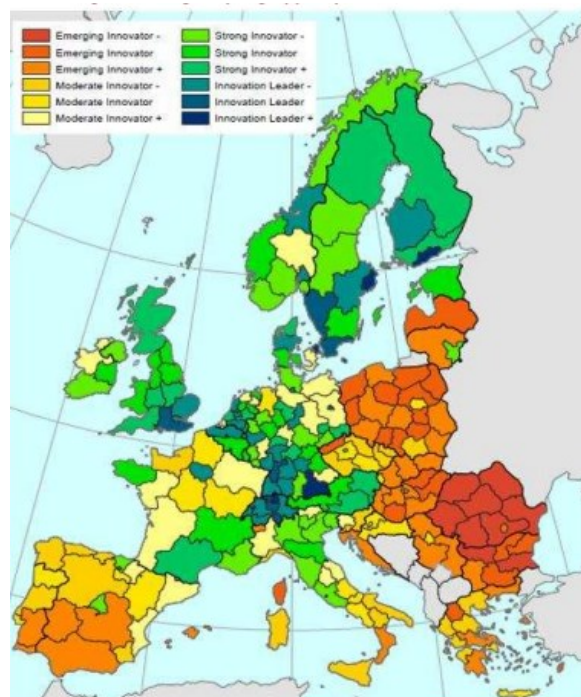 Emerging Innovator -
Emerging Innovator
Emerging Innovator +
Moderate Innovator -
Moderate Innovator
Moderate Innovator +
Strong Innovator -
Strong Innovator
Strong Innovator +
Innovation Leader -
Innovation Leader
Innovation Leader +